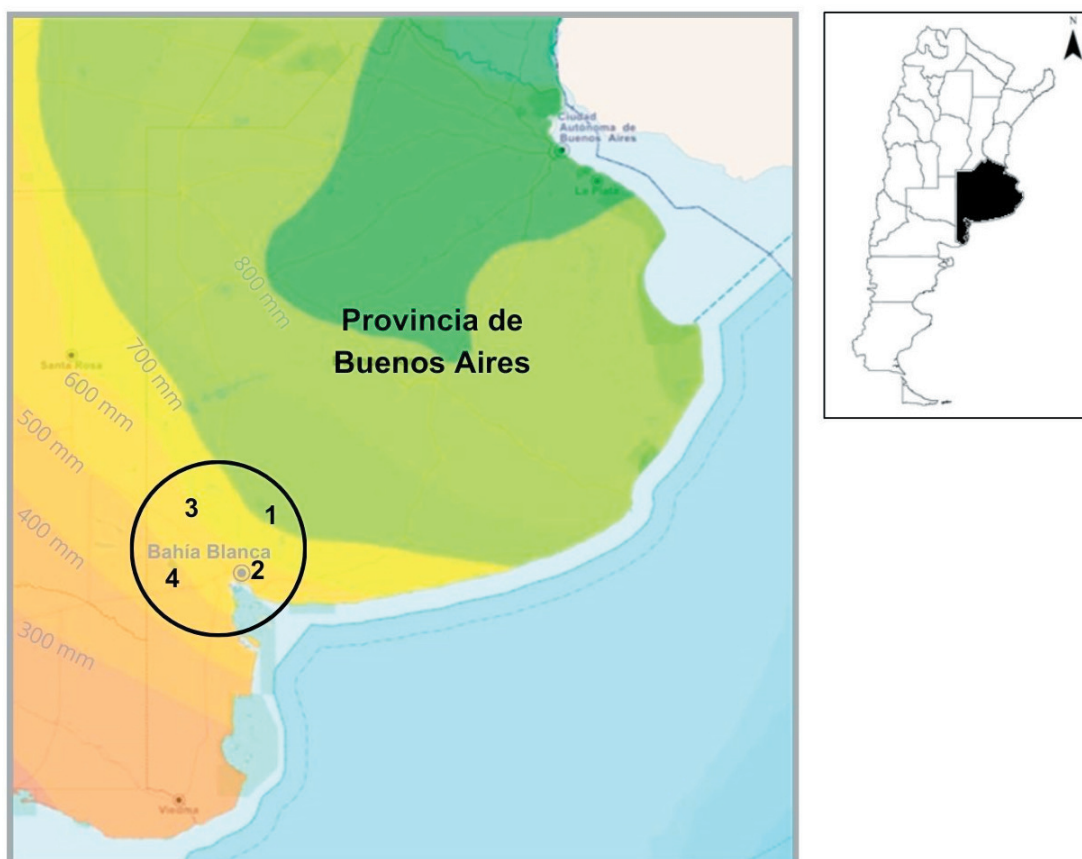 N
Ciudad
Autónoma de
Buenos Aires
La Plata
800 mm
Provincia de
Buenos Aires
700 mm
Santa Rosa
600 mm
500 mm
3
1
400 mm
Bahía Blanca
2
4
300 mm
Viedma